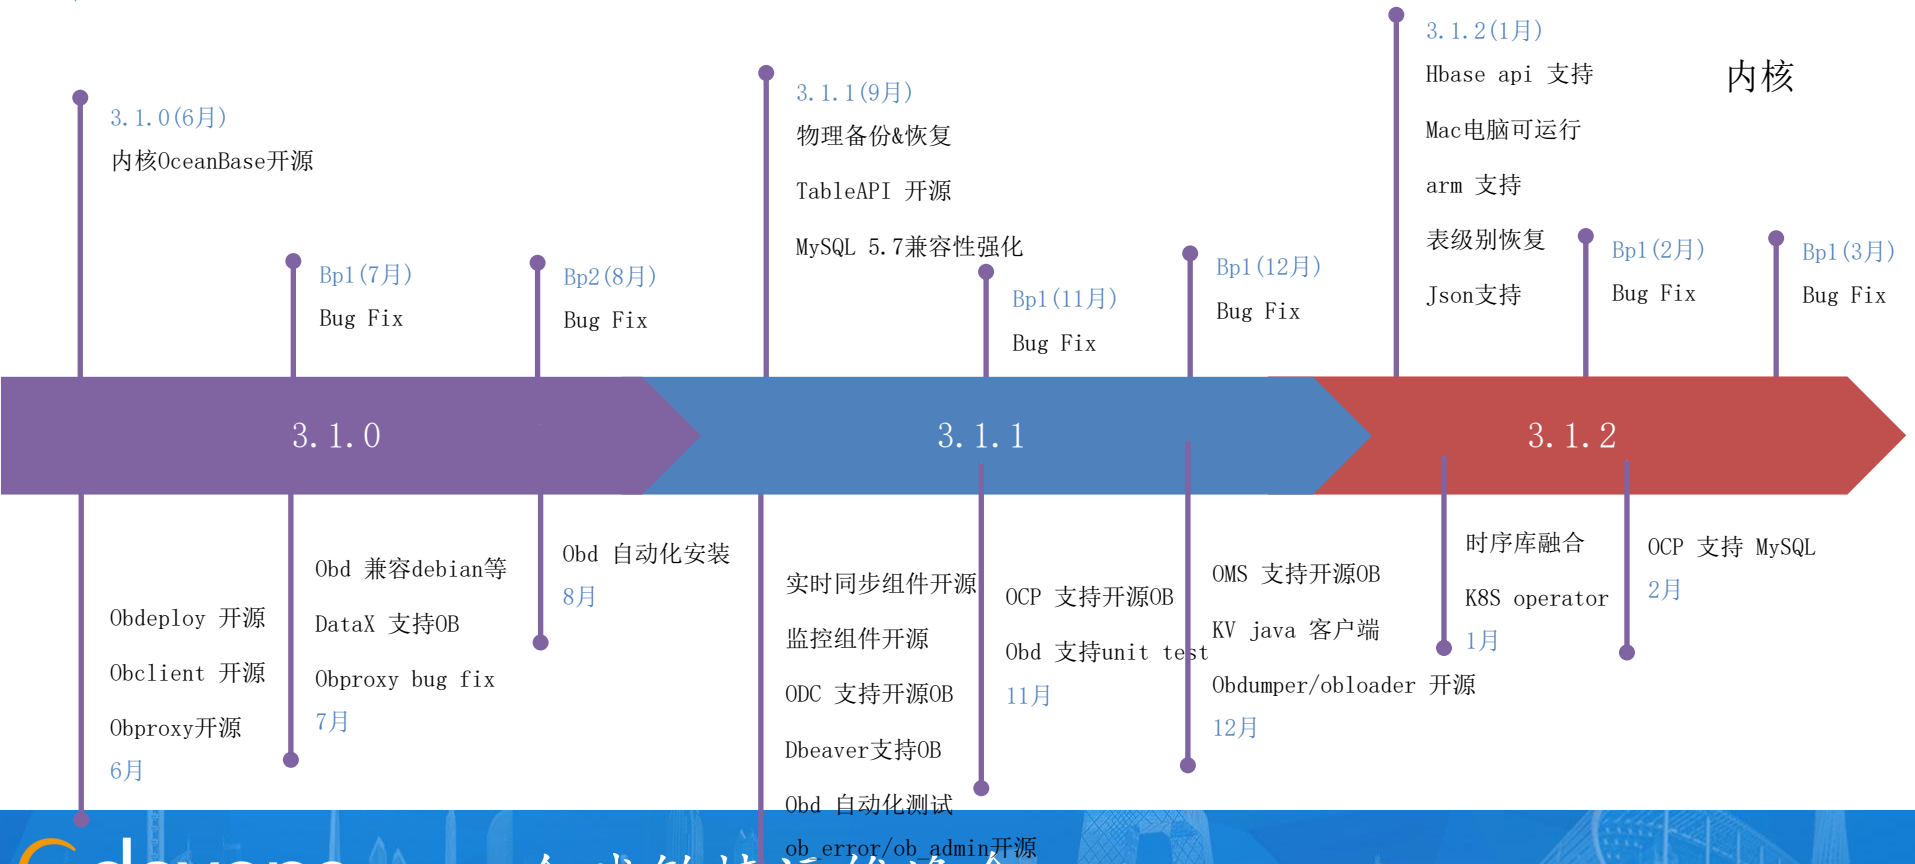 3.1.0(6月)
内核OceanBase开源
Bp1(7月)
Bug Fix
Bp2(8月)
Bug Fix
3.1.1(9月)
物理备份&恢复
TableAPI 开源
MySQL 5.7兼容性强化
Bp1(11月)
Bug Fix
Bp1(12月)
Bug Fix
3.1.2(1月)
Hbase api 支持
Mac电脑可运行
arm 支持
表级别恢复
Json支持
内核
Bp1(2月)
Bug Fix
Bp1(3月)
Bug Fix
3.1.0
3.1.1
3.1.2
Obdeploy 开源
Obclient 开源
Obproxy开源
6月
Obd 兼容debian等
DataX 支持OB
Obproxy bug fix
7月
Obd 自动化安装
8月
实时同步组件开源
监控组件开源
ODC 支持开源OB
Dbeaver支持OB
Obd 自动化测试
ob_error/ob_admin开源
OCP 支持开源OB
Obd 支持unit test
11月
OMS 支持开源OB
KV java 客户端
Obdumper/obloader 开源
12月
时序库融合
K8S operator
1月
OCP 支持 MySQL
2月